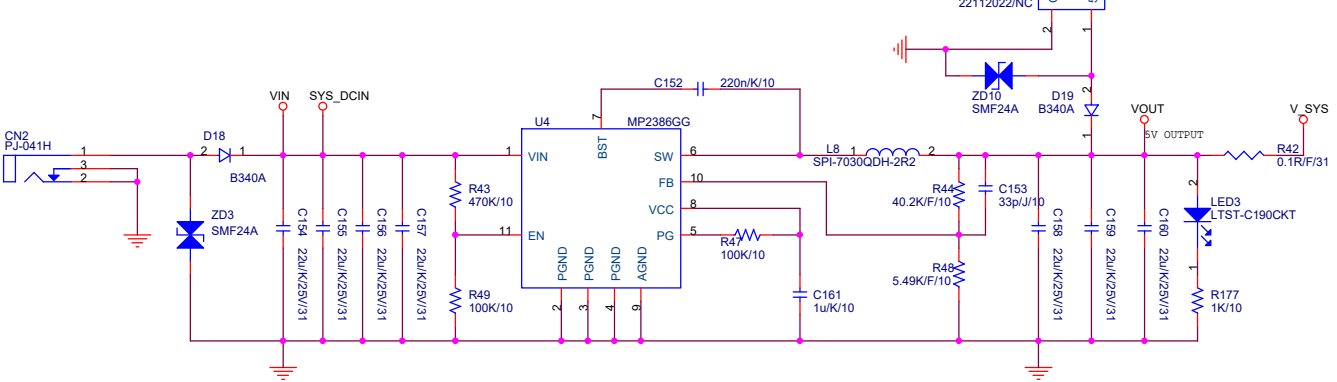 22112022/NC
2
1
C152
220n/K/10
ZD10
SMF24A
2
D19
B340A
1
VIN
SYS_DCIN
VOUT
V_SYS
5V OUTPUT
CN2
PJ-041H
1
3
2
D18
2
1
B340A
U4
MP2386GG
7
BST
1
VIN
SW
6
FB
10
VCC
8
PG
5
11
EN
PGND
PGND
PGND
AGND
2
3
4
9
L8
1
2
SPI-7030QDH-2R2
R42
0.1R/F/31
R43
470K/10
R44
40.2K/F/10
C153
33p/J/10
ZD3
SMF24A
C154
22u/K/25V/31
C155
22u/K/25V/31
C156
22u/K/25V/31
C157
22u/K/25V/31
R47
100K/10
R48
5.49K/F/10
C158
22u/K/25V/31
C159
22u/K/25V/31
C160
22u/K/25V/31
2
LED3
LTST-C190CKT
1
R49
100K/10
C161
1u/K/10
R177
1K/10